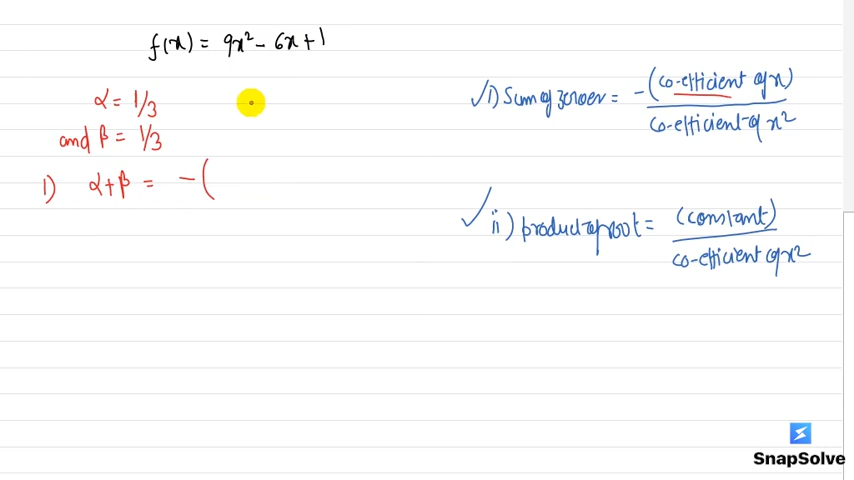 f(x) = 9x² - 6x + 1
α = 1/3
and β = 1/3
1) α + β = - (
✓ i) Sum of zeroes = - (co-efficient of x) / co-efficient of x²
✓ ii) product of root = (constant) / co-efficient of x²
SnapSolve